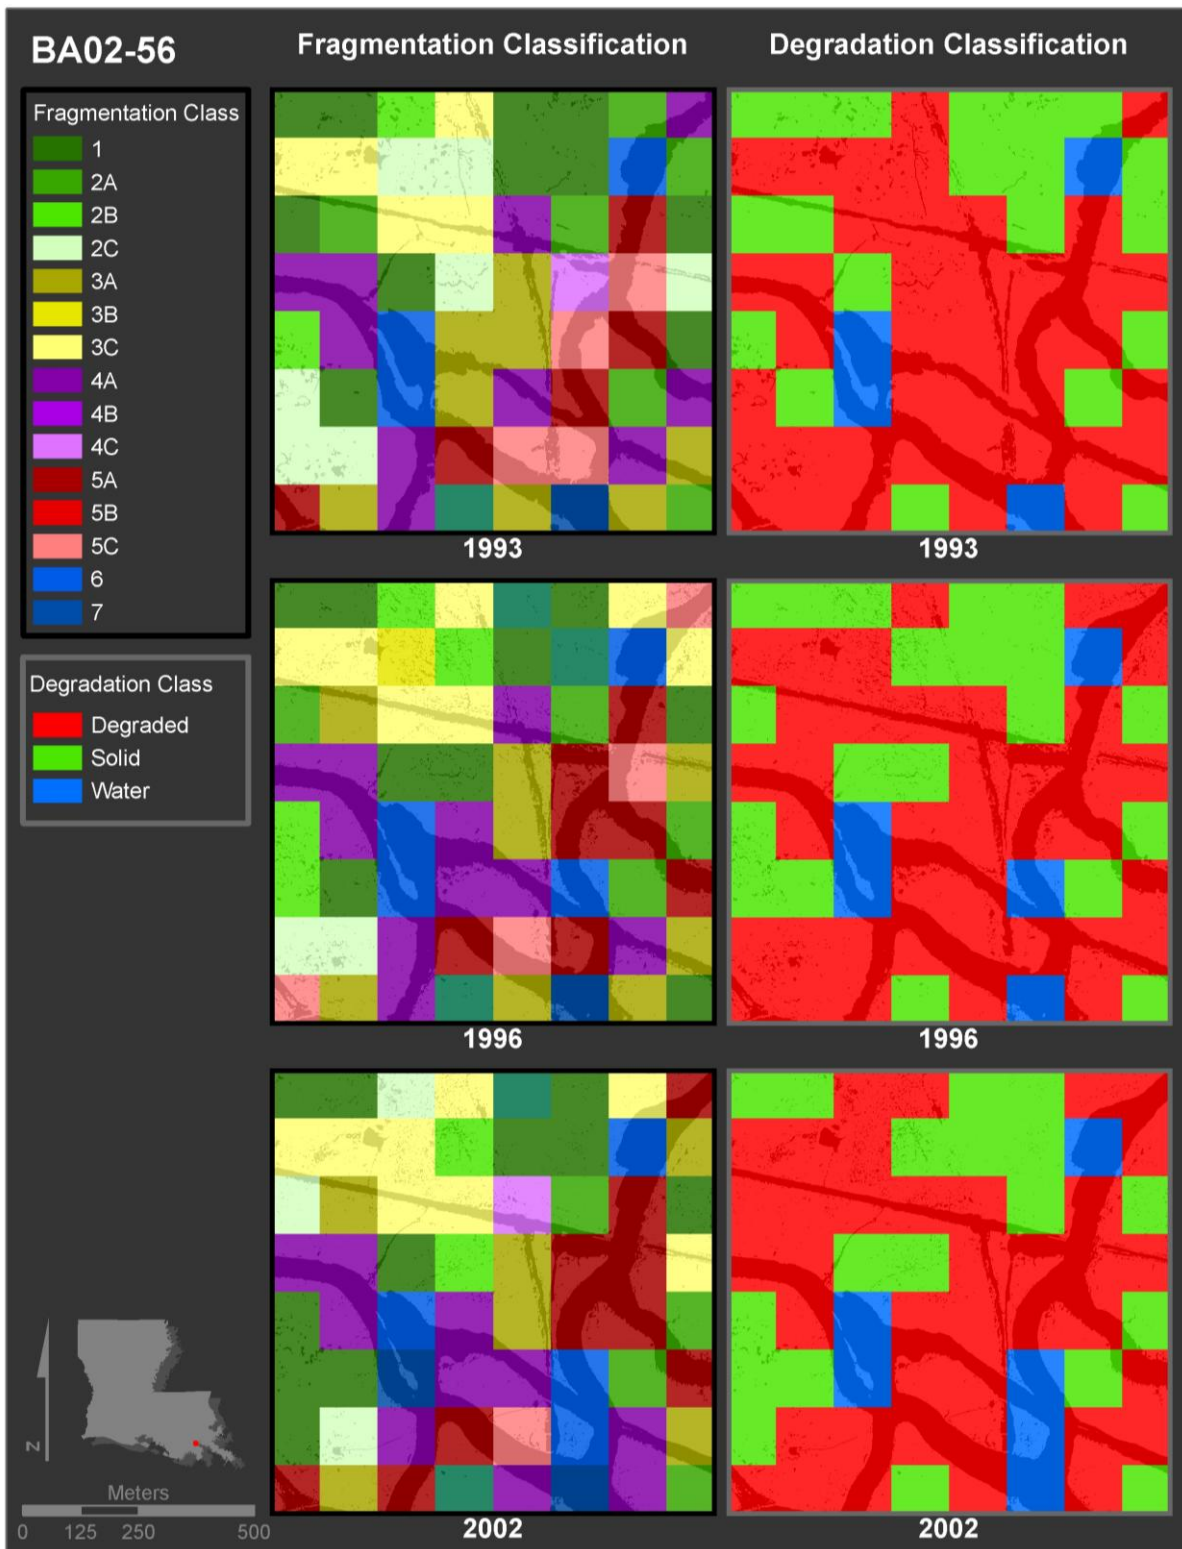 BA02-56
Fragmentation Classification
Degradation Classification
Fragmentation Class
1
2A
2B
2C
3A
3B
3C
4A
4B
4C
5A
5B
5C
6
7
Degradation Class
Degraded
Solid
Water
1993
1993
1996
1996
N
Meters
0 125 250 500
2002
2002